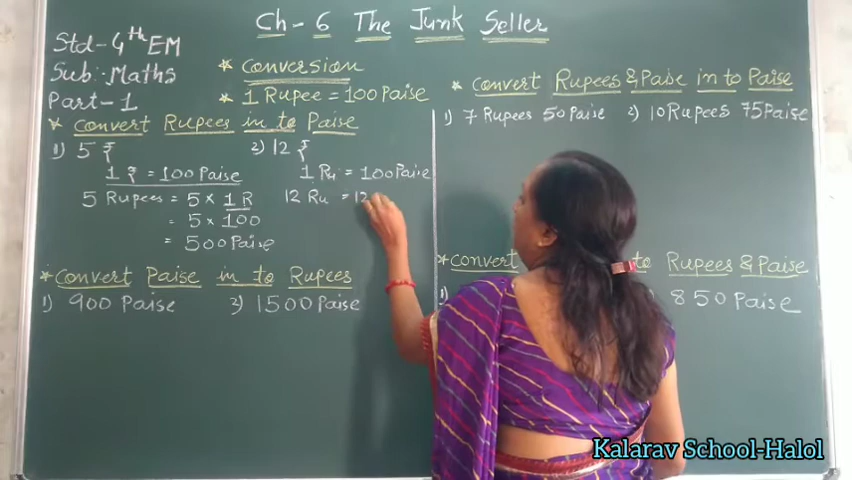 Ch - 6 The Junk Seller
Std - 4th EM
Sub:- Maths
Part - 1
* Conversion
* 1 Rupee = 100 Paise
* Convert Rupees in to Paise
1) 5 ₹
1 ₹ = 100 Paise
5 Rupees = 5 × 1 R
= 5 × 100
= 500 Paise
2) 12 ₹
1 Ru = 100 Paise
12 Ru = 12
* Convert Paise in to Rupees
1) 900 Paise
2) 1500 Paise
* Convert Rupees & Paise in to Paise
1) 7 Rupees 50 Paise
2) 10 Rupees 75 Paise
* Convert to Rupees & Paise
1)
850 Paise
Kalarav School-Halol